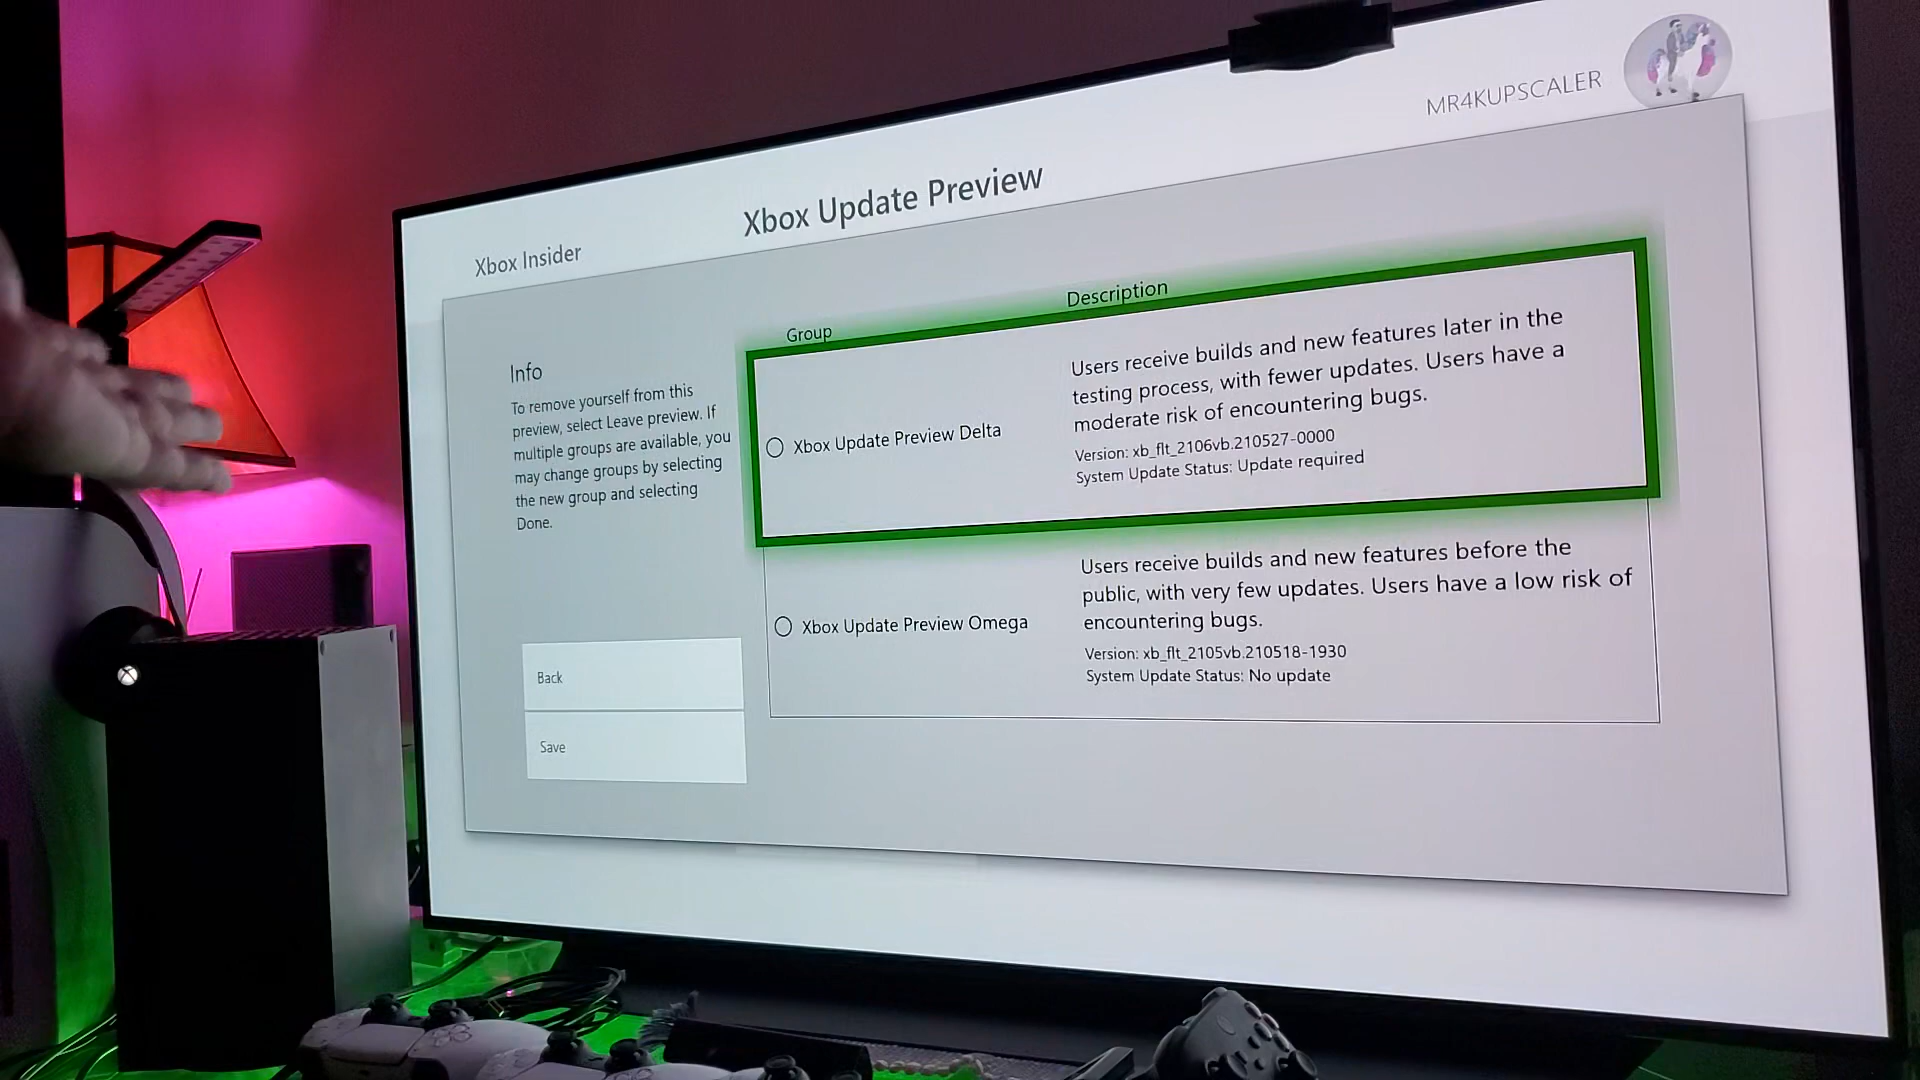 MR4KUPSCALER
Xbox Update Preview
Xbox Insider
Info
To remove yourself from this
preview, select Leave preview. If
multiple groups are available, you
may change groups by selecting
the new group and selecting
Done.
Back
Save
Group
Description
Xbox Update Preview Delta
Users receive builds and new features later in the
testing process, with fewer updates. Users have a
moderate risk of encountering bugs.
Version: xb_flt_2106vb.210527-0000
System Update Status: Update required
Xbox Update Preview Omega
Users receive builds and new features before the
public, with very few updates. Users have a low risk of
encountering bugs.
Version: xb_flt_2105vb.210518-1930
System Update Status: No update